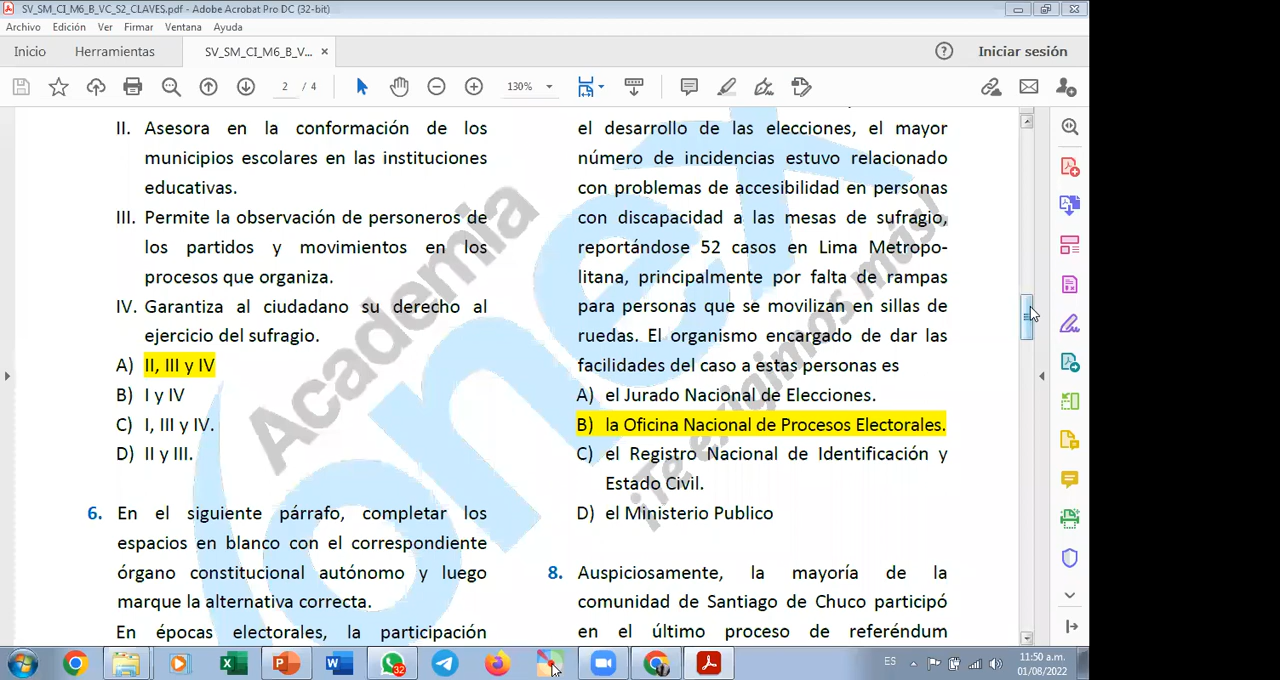 SV_SM_CI_M6_B_VC_S2_CLAVES.pdf - Adobe Acrobat Pro DC (32-bit)
Archivo Edición Ver Firmar Ventana Ayuda
Inicio Herramientas SV_SM_CI_M6_B_V... × Iniciar sesión
2 / 4 130%
II. Asesora en la conformación de los
municipios escolares en las instituciones
educativas.
III. Permite la observación de personeros de
los partidos y movimientos en los
procesos que organiza.
IV. Garantiza al ciudadano su derecho al
ejercicio del sufragio.
A) II, III y IV
B) I y IV
C) I, III y IV.
D) II y III.
6. En el siguiente párrafo, completar los
espacios en blanco con el correspondiente
órgano constitucional autónomo y luego
marque la alternativa correcta.
En épocas electorales, la participación
el desarrollo de las elecciones, el mayor
número de incidencias estuvo relacionado
con problemas de accesibilidad en personas
con discapacidad a las mesas de sufragio,
reportándose 52 casos en Lima Metropo-
litana, principalmente por falta de rampas
para personas que se movilizan en sillas de
ruedas. El organismo encargado de dar las
facilidades del caso a estas personas es
A) el Jurado Nacional de Elecciones.
B) la Oficina Nacional de Procesos Electorales.
C) el Registro Nacional de Identificación y
Estado Civil.
D) el Ministerio Publico
8. Auspiciosamente, la mayoría de la
comunidad de Santiago de Chuco participó
en el último proceso de referéndum
Academia
onex
¡Te exigimos más!
32
ES
11:50 a.m.
01/08/2022